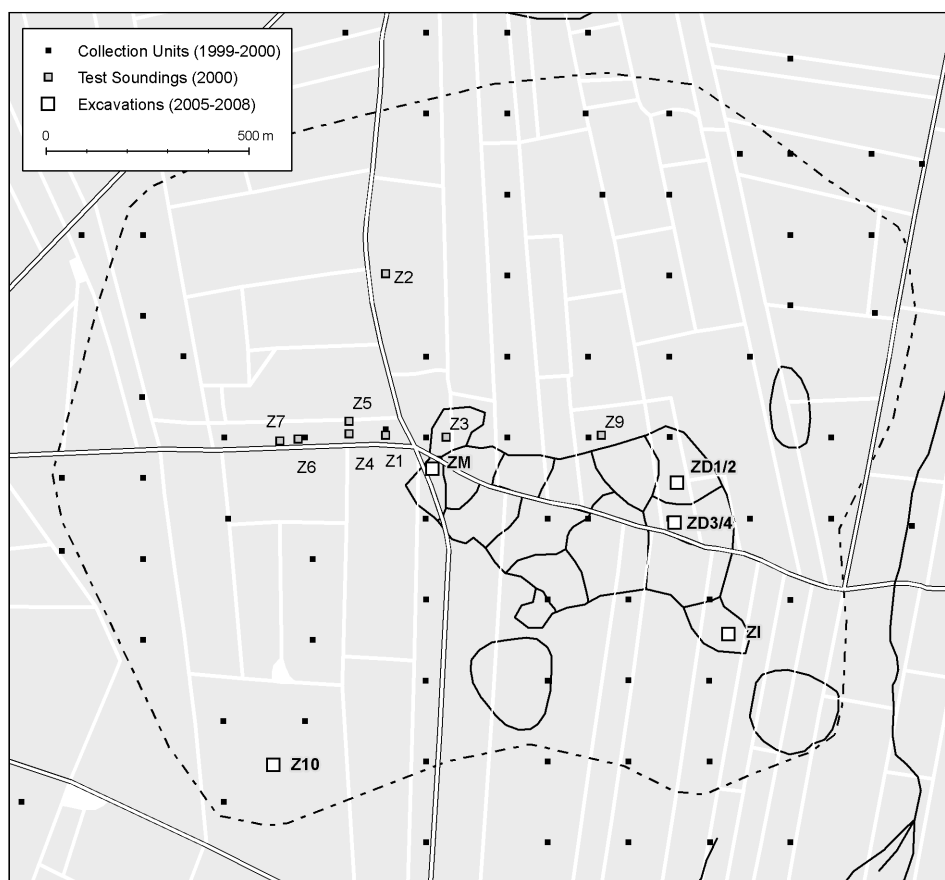 Collection Units (1999-2000)
Test Soundings (2000)
Excavations (2005-2008)
0 500 m
Z2
Z5
Z7
Z3
Z9
Z6
Z4
Z1
ZM
ZD1/2
ZD3/4
ZI
Z10